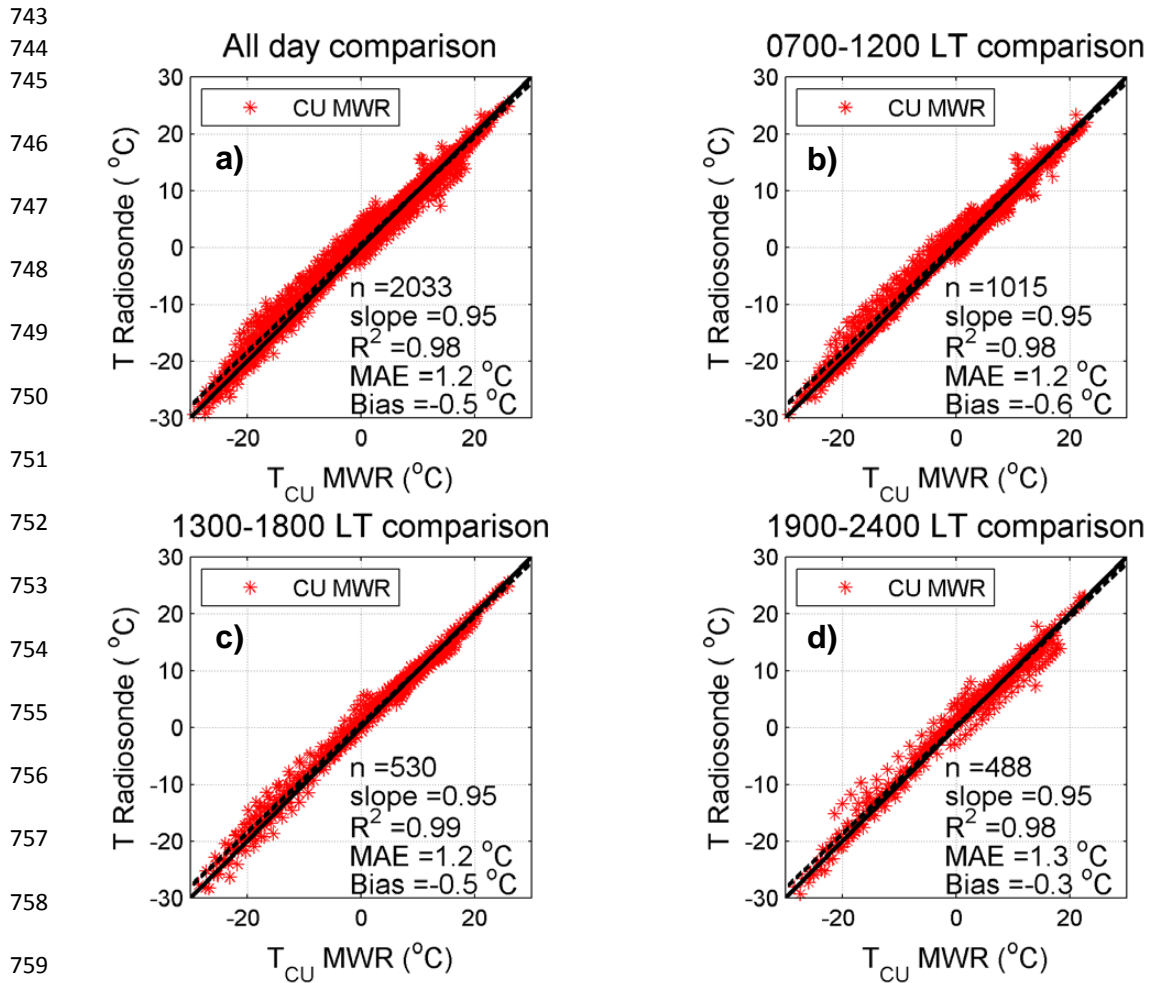 743
744
745
746
747
748
749
750
751
752
753
754
755
756
757
758
759
All day comparison
30
20
10
0
-10
-20
-30
T Radiosonde ( °C)
CU MWR
a)
n =2033
slope =0.95
R² =0.98
MAE =1.2 °C
Bias =-0.5 °C
-20 0 20
T_CU MWR (°C)
0700-1200 LT comparison
30
20
10
0
-10
-20
-30
T Radiosonde ( °C)
CU MWR
b)
n =1015
slope =0.95
R² =0.98
MAE =1.2 °C
Bias =-0.6 °C
-20 0 20
T_CU MWR (°C)
1300-1800 LT comparison
30
20
10
0
-10
-20
-30
T Radiosonde ( °C)
CU MWR
c)
n =530
slope =0.95
R² =0.99
MAE =1.2 °C
Bias =-0.5 °C
-20 0 20
T_CU MWR (°C)
1900-2400 LT comparison
30
20
10
0
-10
-20
-30
T Radiosonde ( °C)
CU MWR
d)
n =488
slope =0.95
R² =0.98
MAE =1.3 °C
Bias =-0.3 °C
-20 0 20
T_CU MWR (°C)